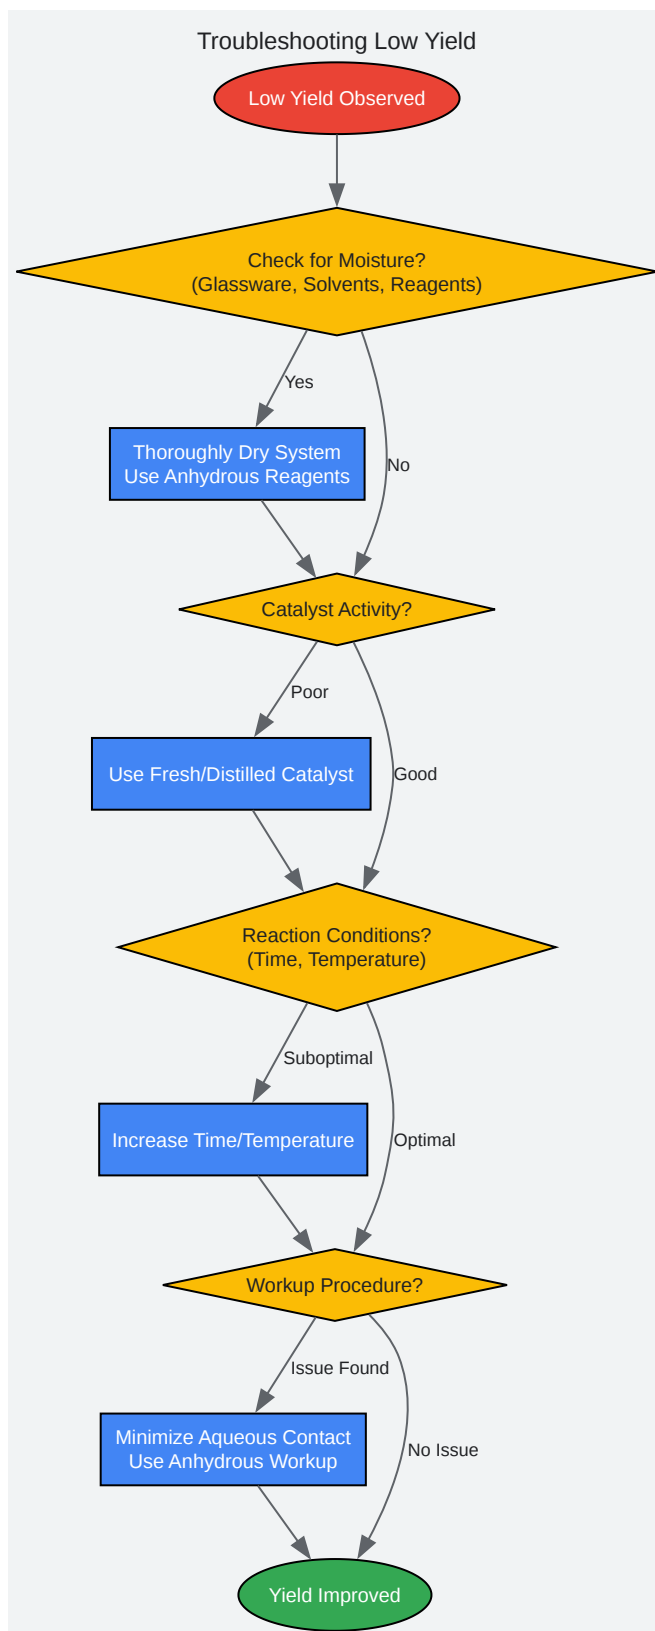 Troubleshooting Low Yield
Low Yield Observed
Check for Moisture?
(Glassware, Solvents, Reagents)
Yes
Thoroughly Dry System
Use Anhydrous Reagents
No
Catalyst Activity?
Poor
Use Fresh/Distilled Catalyst
Good
Reaction Conditions?
(Time, Temperature)
Suboptimal
Increase Time/Temperature
Optimal
Workup Procedure?
Issue Found
Minimize Aqueous Contact
Use Anhydrous Workup
No Issue
Yield Improved